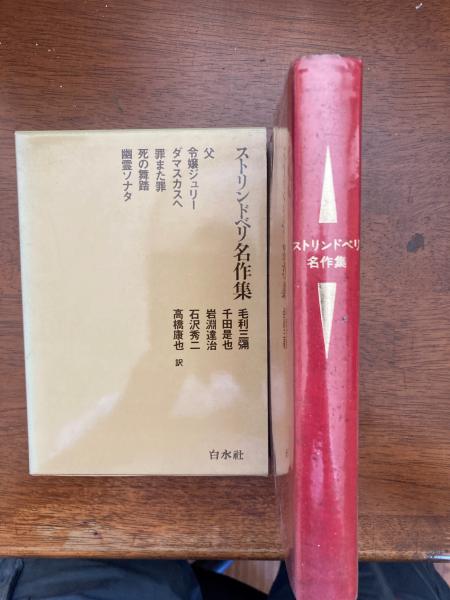 ストリンドベリ名作集
父
令嬢ジュリー
ダマスカスへ
罪また罪
死の舞踏
幽霊ソナタ
毛利三彌
千田是也
岩淵達治
石沢秀二
高橋康也 訳
白水社
ストリンドベリ
名作集